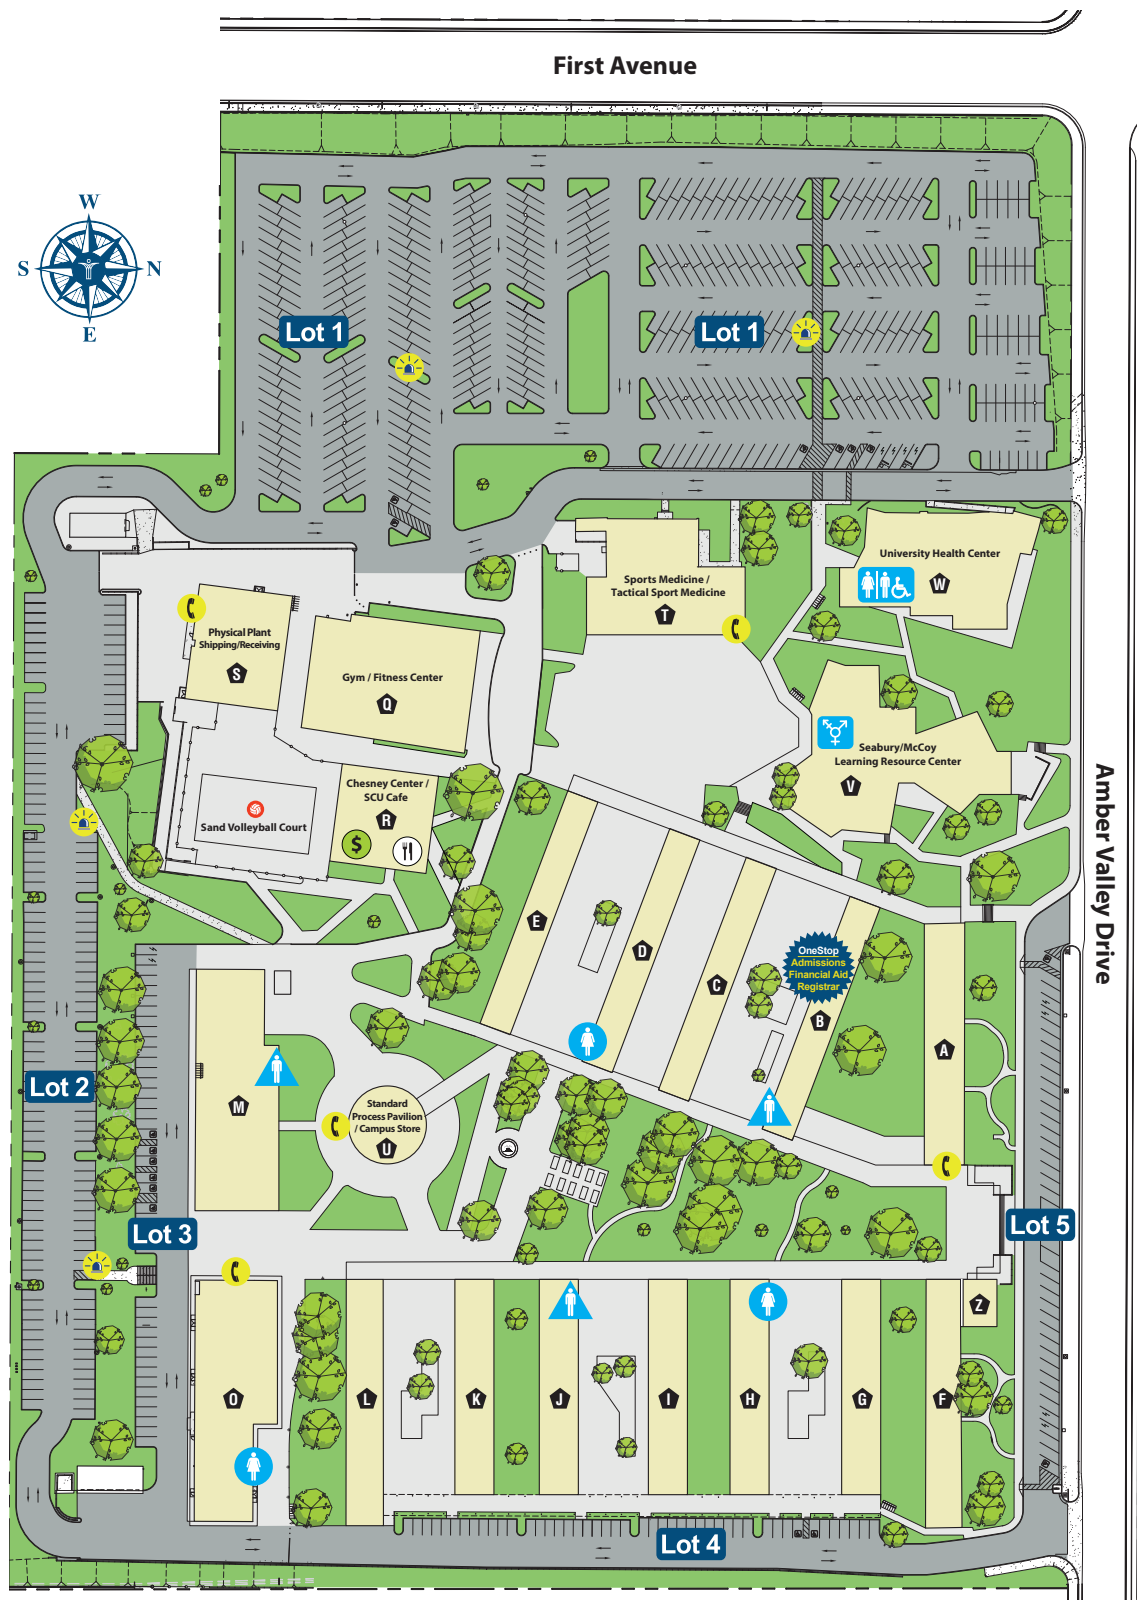 First Avenue
W
S
N
E
Lot 1
Lot 1
University Health Center
W
Sports Medicine /
Tactical Sport Medicine
T
Physical Plant
Shipping/Receiving
S
Gym / Fitness Center
Q
Seabury/McCoy
Learning Resource Center
V
Chesney Center /
SCU Cafe
R
$
Sand Volleyball Court
Amber Valley Drive
E
D
C
OneStop
Admissions
Financial Aid
Registrar
B
A
Lot 2
M
Standard
Process Pavilion
/ Campus Store
U
Lot 3
Lot 5
Z
O
L
K
J
I
H
G
F
Lot 4